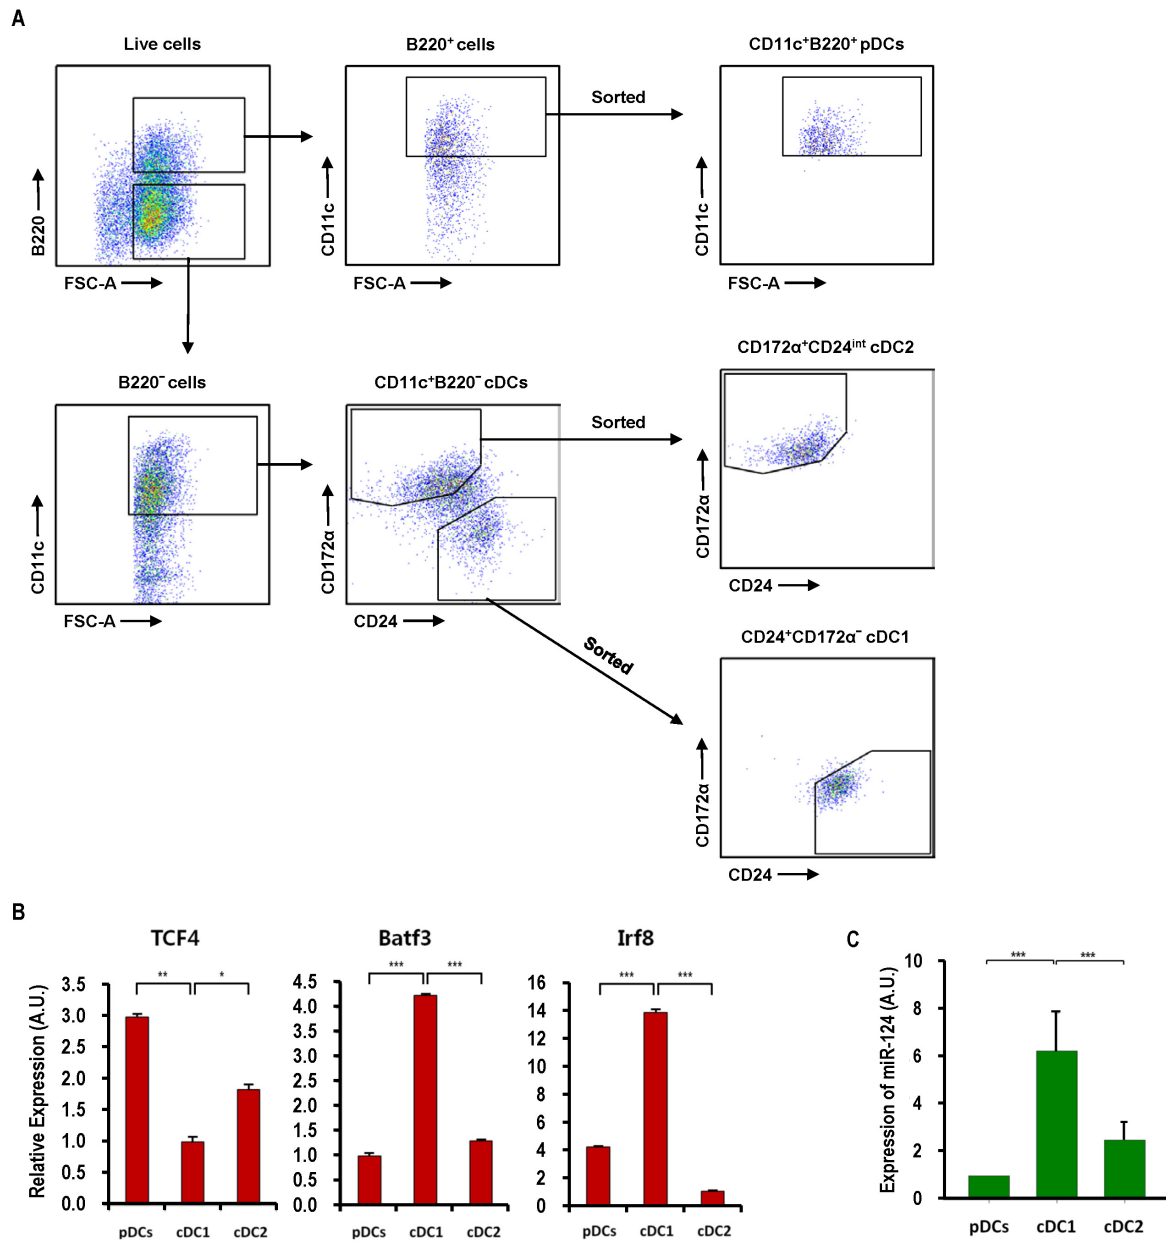 A
Live cells
B220⁺ cells
CD11c⁺B220⁺ pDCs
Sorted
B220
CD11c
CD11c
FSC-A
FSC-A
FSC-A
CD172α⁺CD24ⁱⁿᵗ cDC2
B220⁻ cells
CD11c⁺B220⁻ cDCs
Sorted
CD11c
CD172α
CD172α
CD24
FSC-A
CD24
CD24⁺CD172α⁻ cDC1
Sorted
CD172α
CD24
B
TCF4
Batf3
Irf8
Relative Expression (A.U.)
3.5
3.0
2.5
2.0
1.5
1.0
0.5
0.0
** *
pDCs cDC1 cDC2
4.5
4.0
3.5
3.0
2.5
2.0
1.5
1.0
0.5
0.0
*** ***
pDCs cDC1 cDC2
16
14
12
10
8
6
4
2
0
*** ***
pDCs cDC1 cDC2
C
Expression of miR-124 (A.U.)
10
8
6
4
2
0
*** ***
pDCs cDC1 cDC2